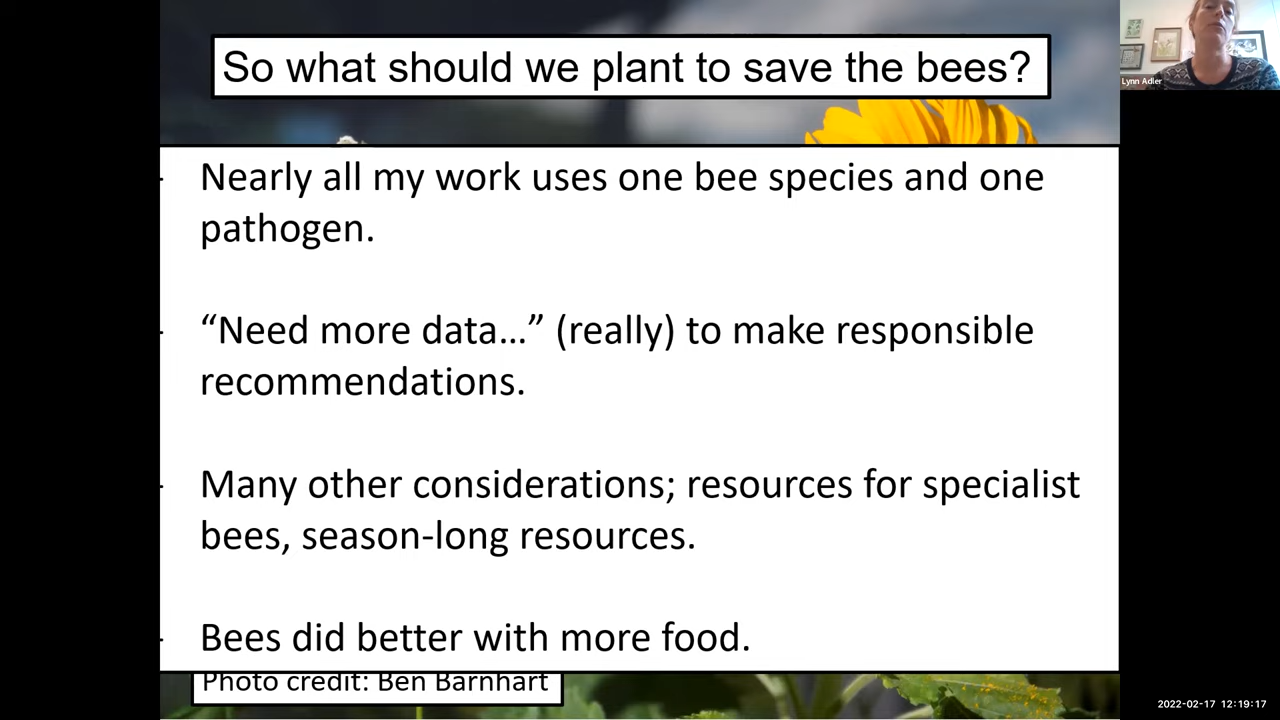 So what should we plant to save the bees?
Lynn Adler
- Nearly all my work uses one bee species and one
pathogen.
- “Need more data...” (really) to make responsible
recommendations.
- Many other considerations; resources for specialist
bees, season-long resources.
- Bees did better with more food.
Photo credit: Ben Barnhart
2022-02-17 12:19:17